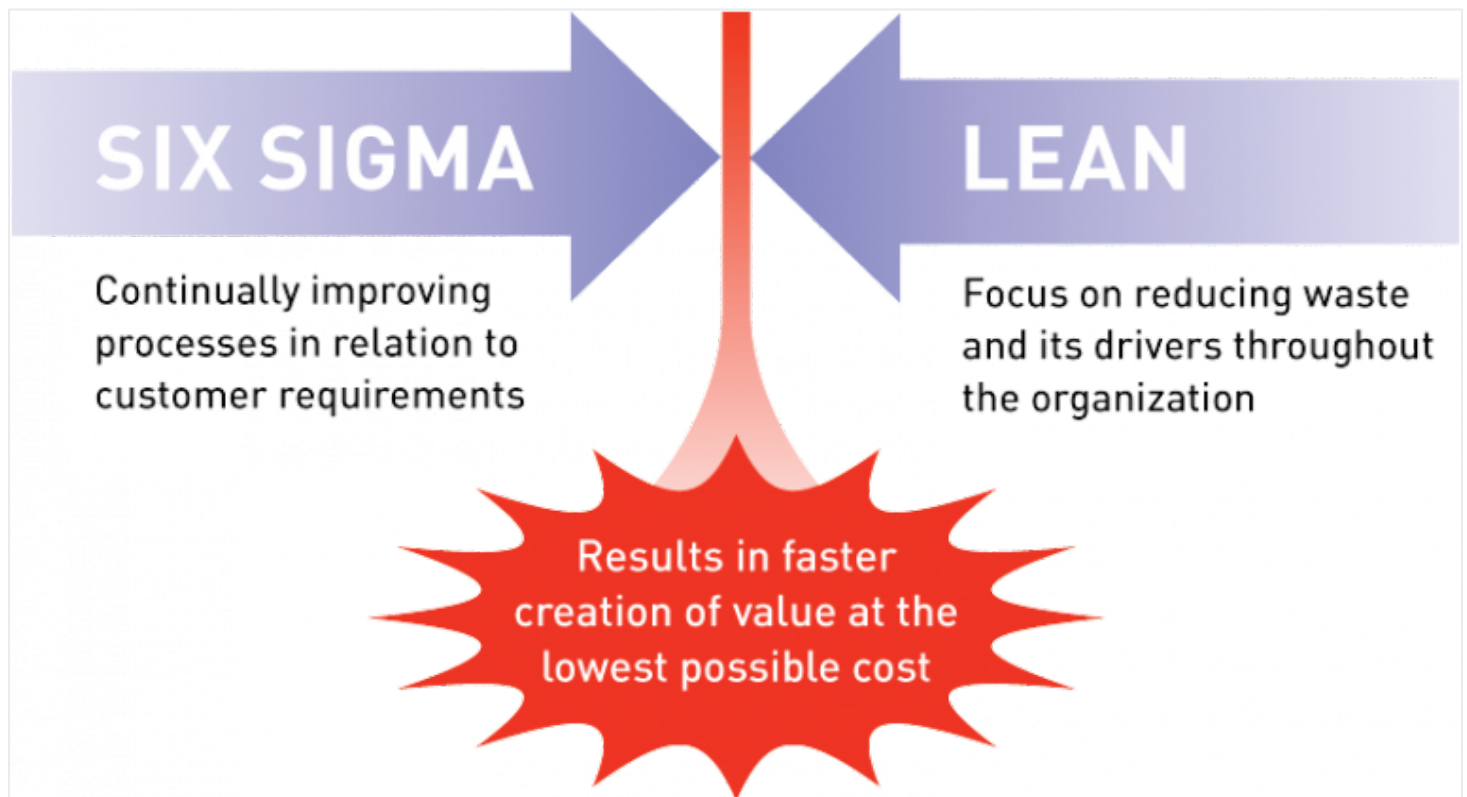 SIX SIGMA
Continually improving
processes in relation to
customer requirements
LEAN
Focus on reducing waste
and its drivers throughout
the organization
Results in faster
creation of value at the
lowest possible cost